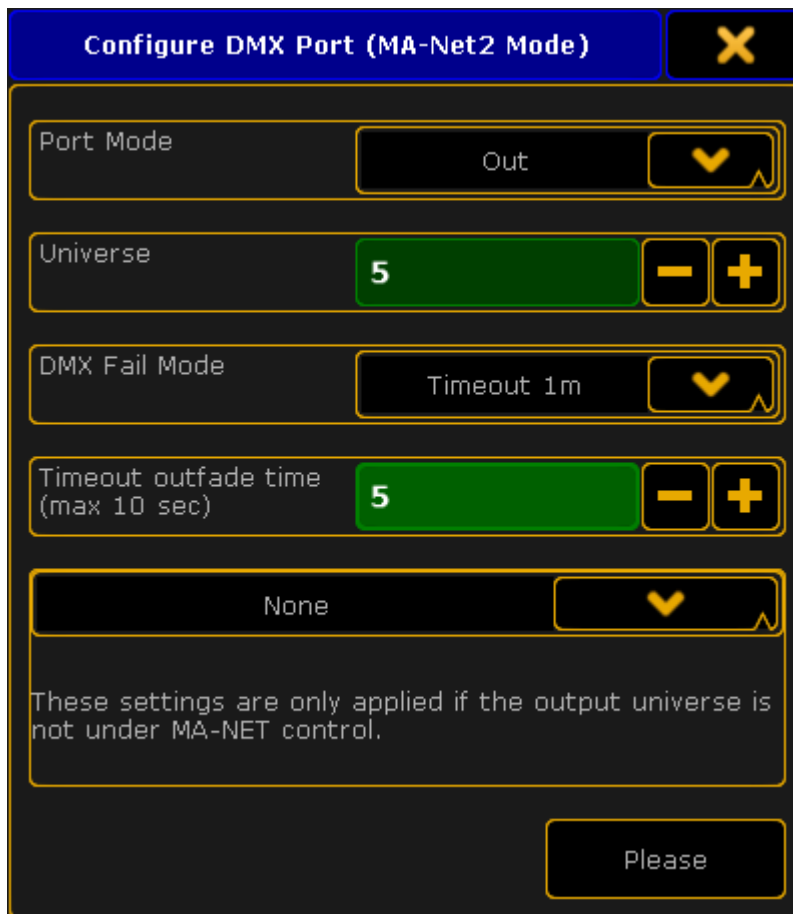 Configure DMX Port (MA-Net2 Mode)
Port Mode
Out
Universe
5
DMX Fail Mode
Timeout 1m
Timeout outfade time
(max 10 sec)
5
None
These settings are only applied if the output universe is
not under MA-NET control.
Please